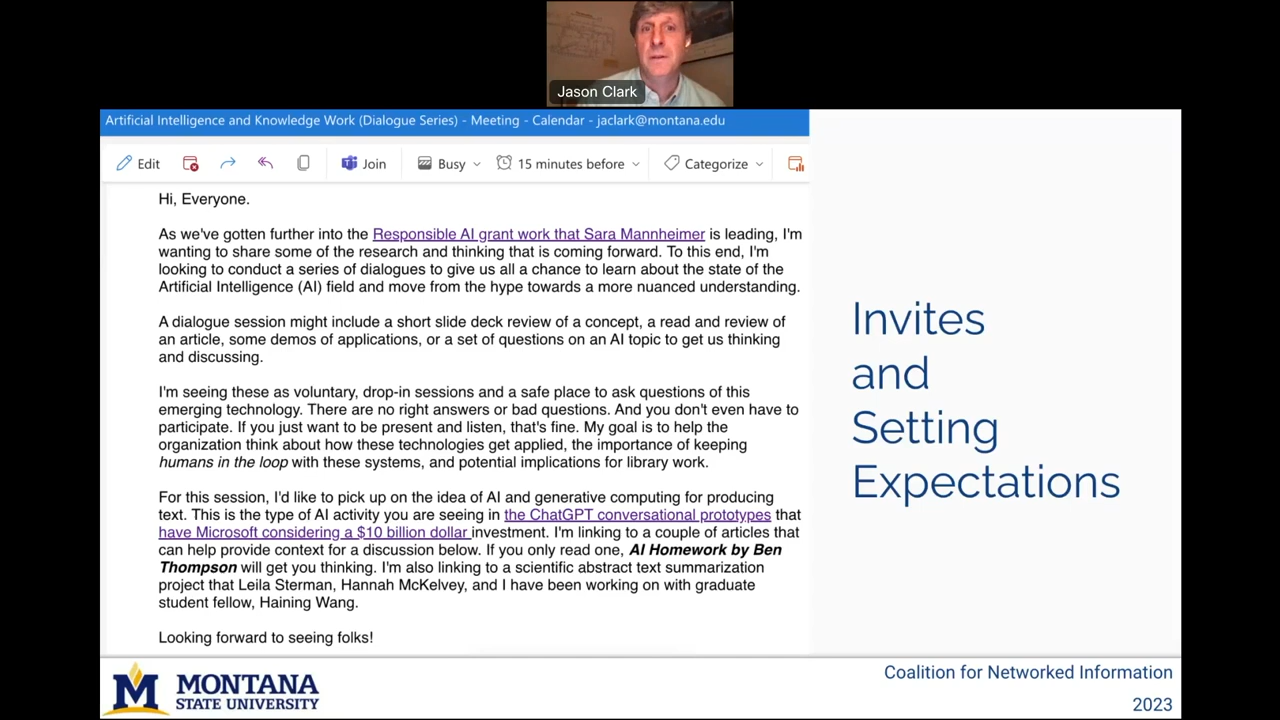 Jason Clark
Artificial Intelligence and Knowledge Work (Dialogue Series) - Meeting - Calendar - jaclark@montana.edu
Edit
Join
Busy
15 minutes before
Categorize
Hi, Everyone.
As we've gotten further into the Responsible AI grant work that Sara Mannheimer is leading, I'm
wanting to share some of the research and thinking that is coming forward. To this end, I'm
looking to conduct a series of dialogues to give us all a chance to learn about the state of the
Artificial Intelligence (AI) field and move from the hype towards a more nuanced understanding.
A dialogue session might include a short slide deck review of a concept, a read and review of
an article, some demos of applications, or a set of questions on an AI topic to get us thinking
and discussing.
I'm seeing these as voluntary, drop-in sessions and a safe place to ask questions of this
emerging technology. There are no right answers or bad questions. And you don't even have to
participate. If you just want to be present and listen, that's fine. My goal is to help the
organization think about how these technologies get applied, the importance of keeping
humans in the loop with these systems, and potential implications for library work.
For this session, I'd like to pick up on the idea of AI and generative computing for producing
text. This is the type of AI activity you are seeing in the ChatGPT conversational prototypes that
have Microsoft considering a $10 billion dollar investment. I'm linking to a couple of articles that
can help provide context for a discussion below. If you only read one, AI Homework by Ben
Thompson will get you thinking. I'm also linking to a scientific abstract text summarization
project that Leila Sterman, Hannah McKelvey, and I have been working on with graduate
student fellow, Haining Wang.
Looking forward to seeing folks!
Invites
and
Setting
Expectations
M MONTANA
STATE UNIVERSITY
Coalition for Networked Information
2023